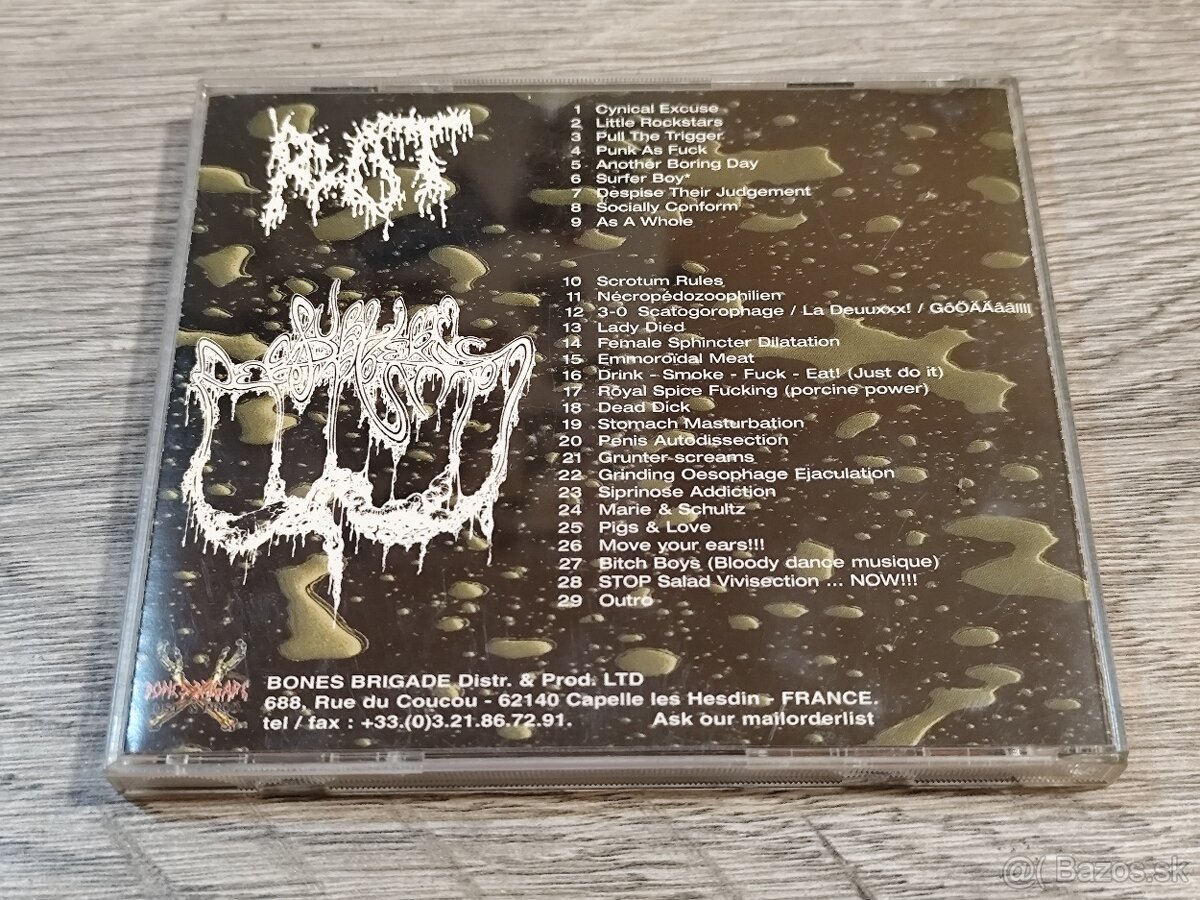 ROT
1 Cynical Excuse
2 Little Rockstars
3 Pull The Trigger
4 Punk As Fuck
5 Another Boring Day
6 Surfer Boy*
7 Despise Their Judgement
8 Socially Conform
9 As A Whole
10 Scrotum Rules
11 Nécropédozoophilien
12 3-0 Scatogorophage / La Deuuxxx! /
13 Lady Died
14 Female Sphincter Dilatation
15 Emmoroïdal Meat
16 Drink - Smoke - Fuck - Eat! (Just do it)
17 Royal Spice Fucking (porcine power)
18 Dead Dick
19 Stomach Masturbation
20 Penis Autodissection
21 Grunter-screams
22 Grinding Oesophage Ejaculation
23 Siprinose Addiction
24 Marie & Schultz
25 Pigs & Love
26 Move your ears!!!
27 Bitch Boys (Bloody dance musique)
28 STOP Salad Vivisection ... NOW!!!
29 Outro
BONES BRIGADE
BONES BRIGADE Distr. & Prod. LTD
688, Rue du Coucou - 62140 Capelle les Hesdin - FRANCE.
tel / fax : +33.(0)3.21.86.72.91. Ask our mailorderlist
@( Bazos.sk